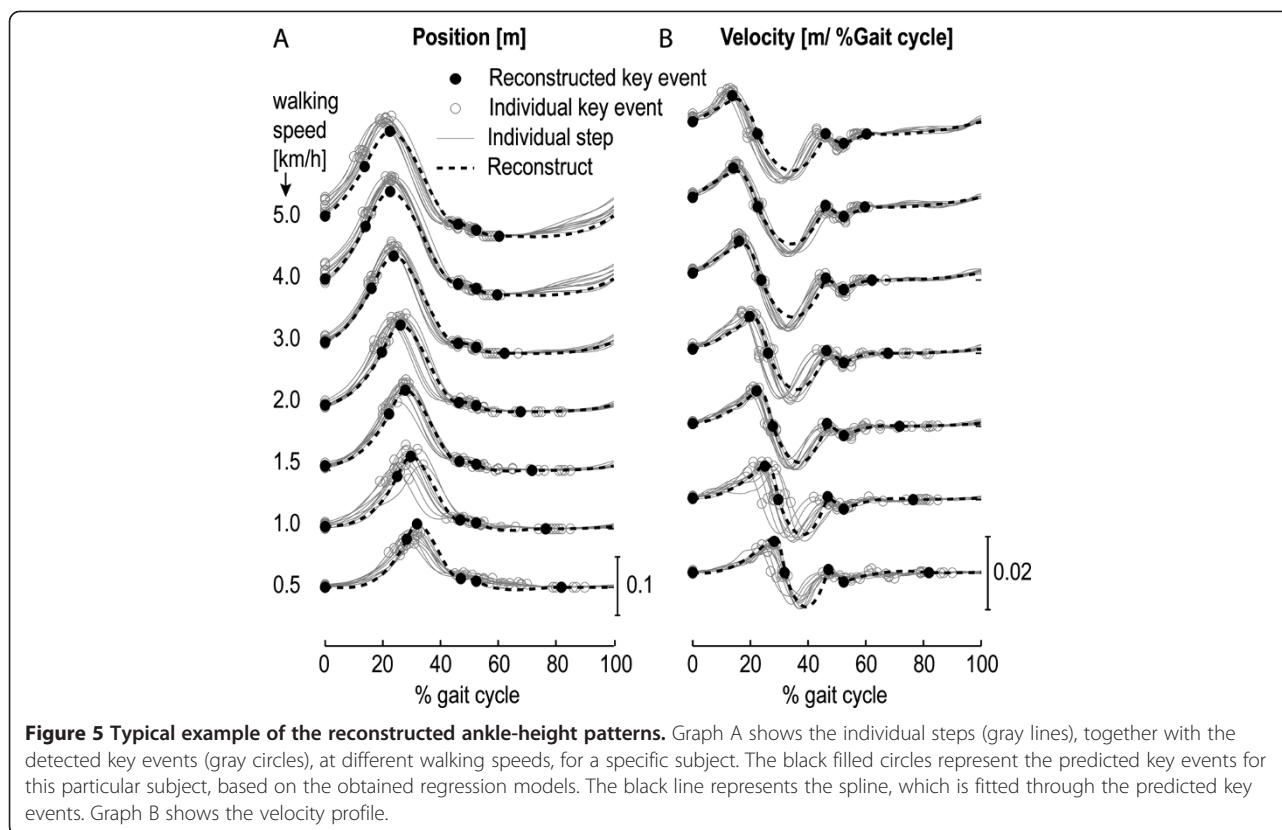 A Position [m] B Velocity [m/ %Gait cycle]
Reconstructed key event
Individual key event
Individual step
Reconstruct
walking
speed
[km/h]
5.0
4.0
3.0
2.0
1.5
1.0
0.5
0.1
0.02
0 20 40 60 80 100 0 20 40 60 80 100
% gait cycle % gait cycle
Figure 5 Typical example of the reconstructed ankle-height patterns. Graph A shows the individual steps (gray lines), together with the
detected key events (gray circles), at different walking speeds, for a specific subject. The black filled circles represent the predicted key events for
this particular subject, based on the obtained regression models. The black line represents the spline, which is fitted through the predicted key
events. Graph B shows the velocity profile.